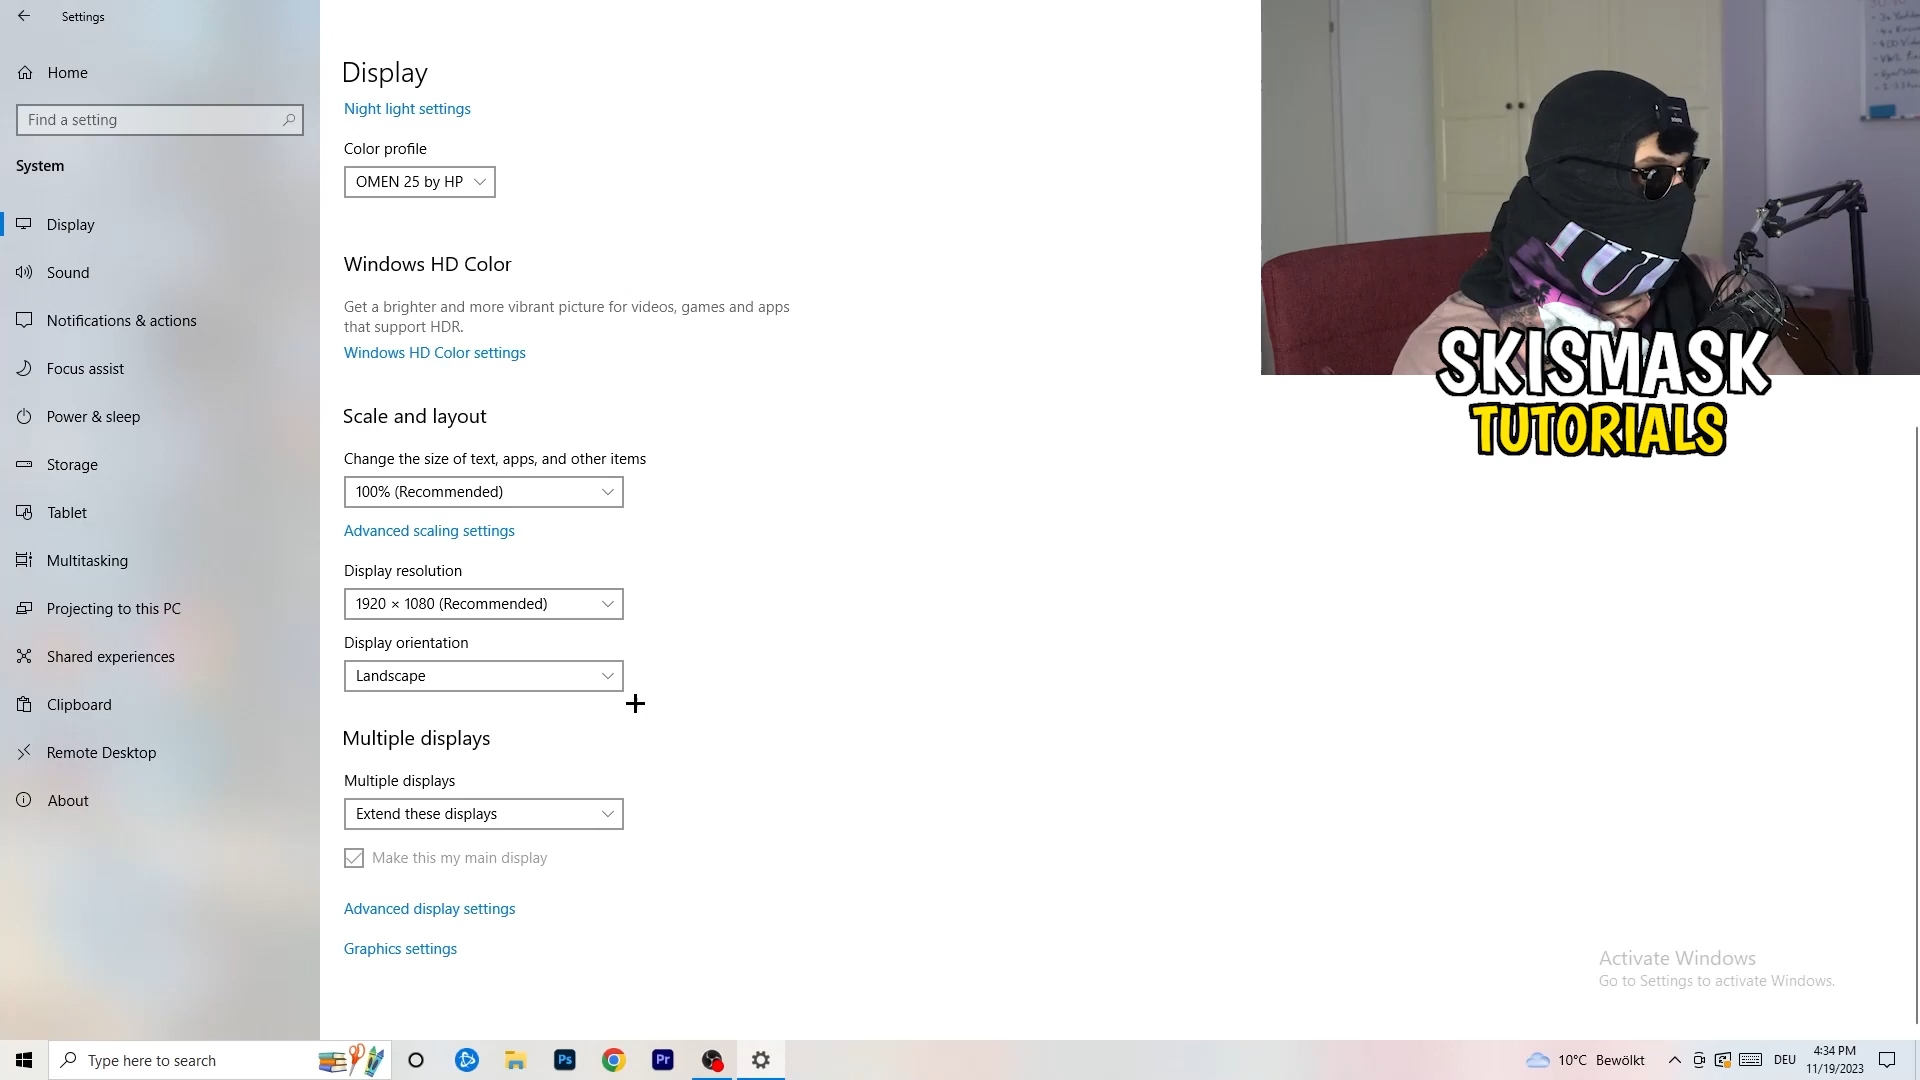 Settings
Home
Find a setting
System
Display
Sound
Notifications & actions
Focus assist
Power & sleep
Storage
Tablet
Multitasking
Projecting to this PC
Shared experiences
Clipboard
Remote Desktop
About
Display
Night light settings
Color profile
OMEN 25 by HP
Windows HD Color
Get a brighter and more vibrant picture for videos, games and apps
that support HDR.
Windows HD Color settings
Scale and layout
Change the size of text, apps, and other items
100% (Recommended)
Advanced scaling settings
Display resolution
1920 × 1080 (Recommended)
Display orientation
Landscape
Multiple displays
Multiple displays
Extend these displays
Make this my main display
Advanced display settings
Graphics settings
SKISMASK
TUTORIALS
Activate Windows
Go to Settings to activate Windows.
Type here to search
Ps
Pr
10°C Bewölkt
DEU
4:34 PM
11/19/2023